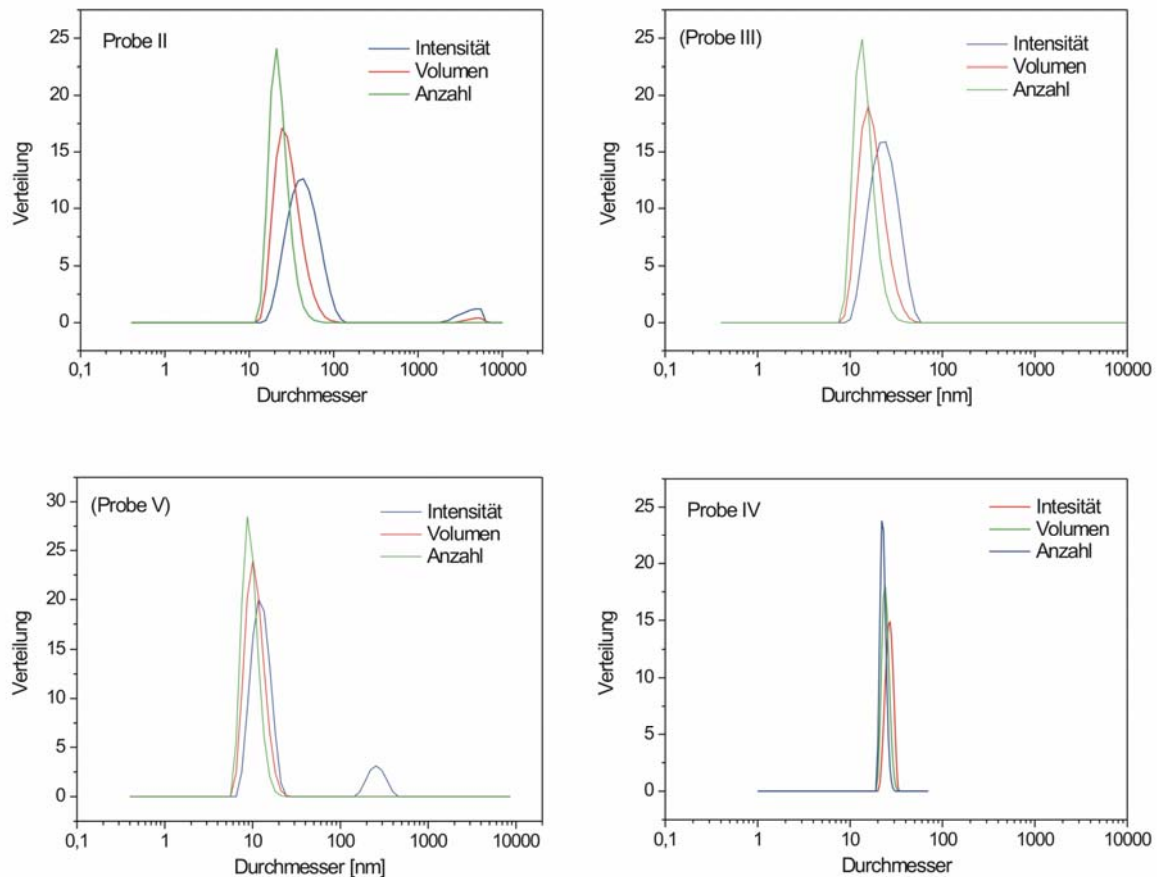 Probe II
Intensität
Volumen
Anzahl
Verteilung
25
20
15
10
5
0
0,1
1
10
100
1000
10000
Durchmesser
(Probe III)
Intensität
Volumen
Anzahl
Verteilung
25
20
15
10
5
0
0,1
1
10
100
1000
10000
Durchmesser [nm]
(Probe V)
Intensität
Volumen
Anzahl
Verteilung
30
25
20
15
10
5
0
0,1
1
10
100
1000
10000
Durchmesser [nm]
Probe IV
Intesität
Volumen
Anzahl
Verteilung
25
20
15
10
5
0
0,1
1
10
100
1000
10000
Durchmesser